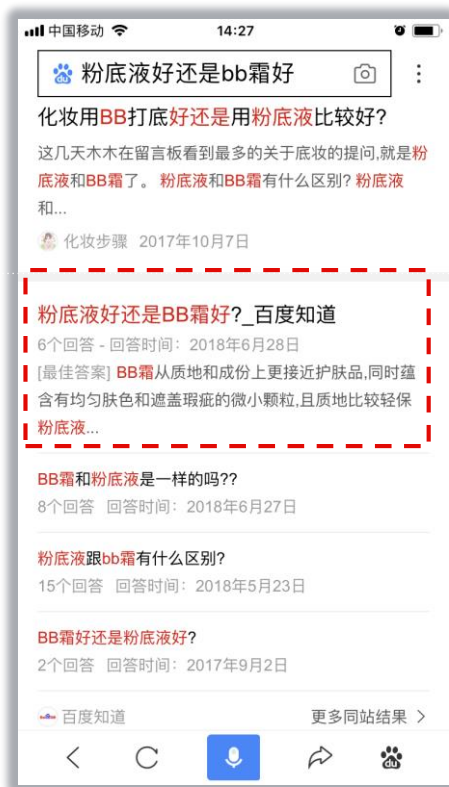 中国移动 14:27
粉底液好还是bb霜好
化妆用BB打底好还是用粉底液比较好?
这几天木木在留言板看到最多的关于底妆的提问,就是粉
底液和BB霜了。 粉底液和BB霜有什么区别? 粉底液
和...
化妆步骤 2017年10月7日
粉底液好还是BB霜好?_百度知道
6个回答 - 回答时间：2018年6月28日
[最佳答案] BB霜从质地和成份上更接近护肤品,同时蕴
含有均匀肤色和遮盖瑕疵的微小颗粒,且质地比较轻保
粉底液...
BB霜和粉底液是一样的吗??
8个回答 回答时间：2018年6月27日
粉底液跟bb霜有什么区别?
15个回答 回答时间：2018年5月23日
BB霜好还是粉底液好?
2个回答 回答时间：2017年9月2日
百度知道 更多同站结果 >
du